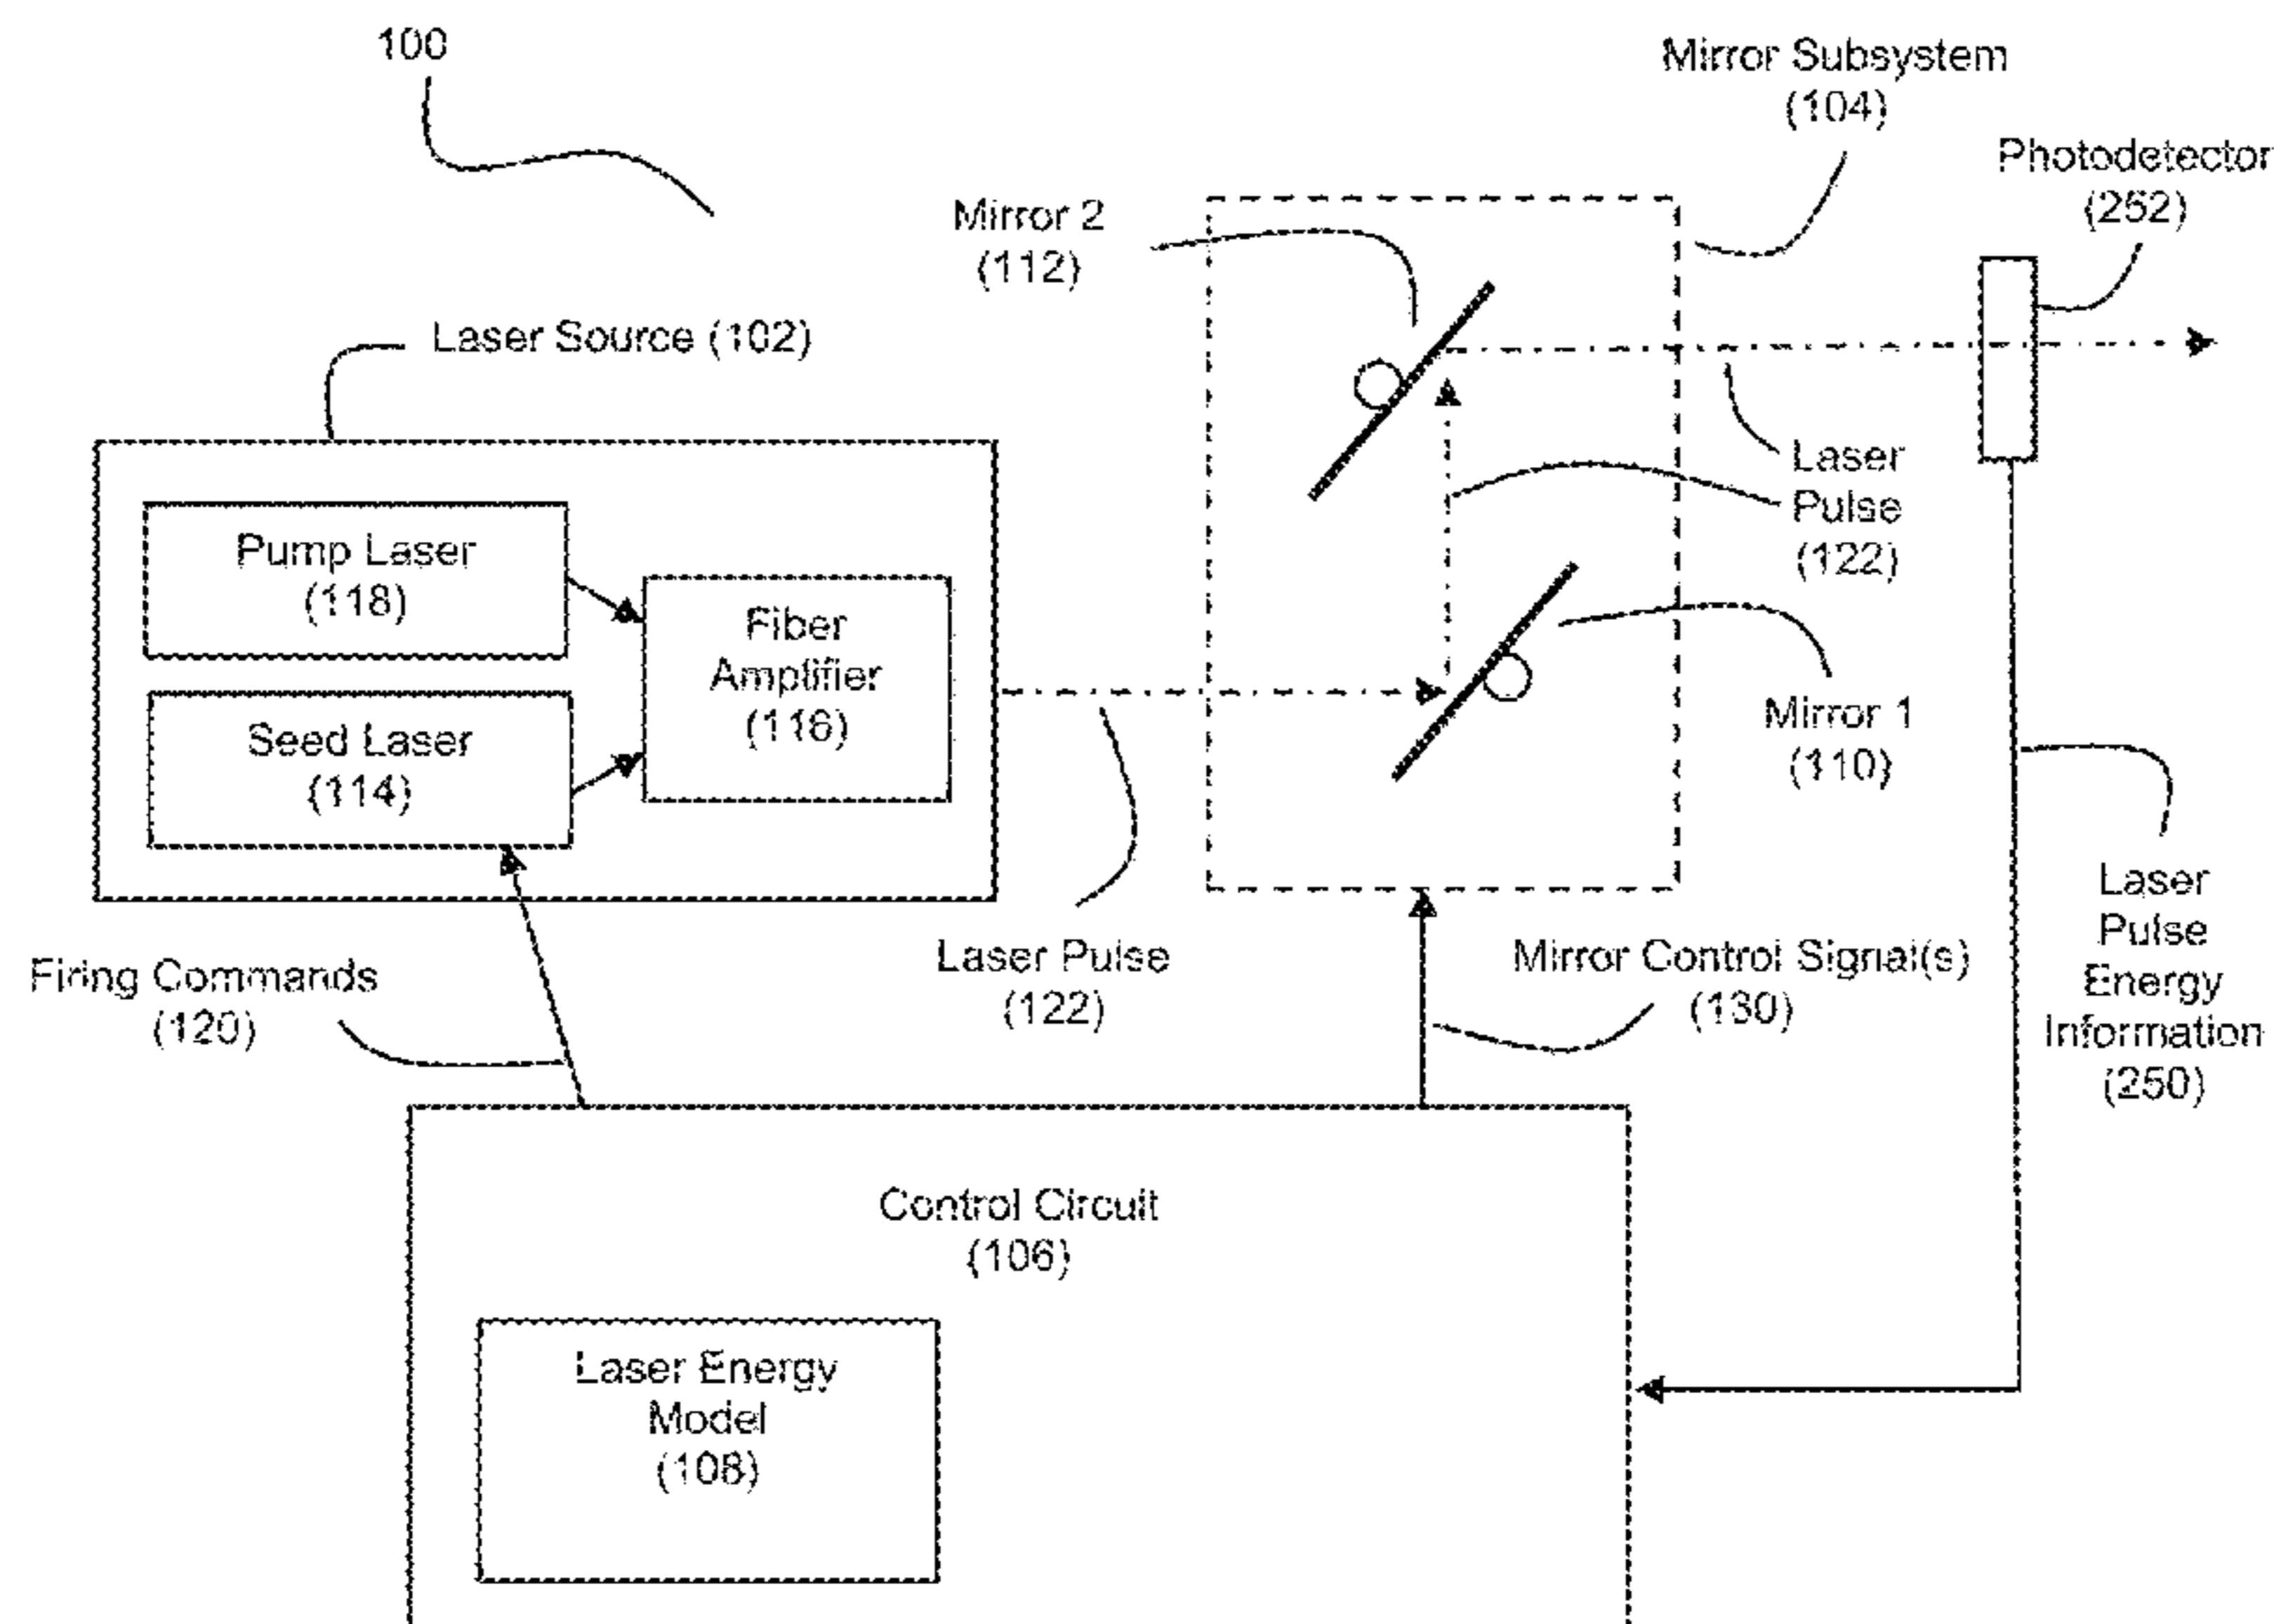 100
Mirror Subsystem
(104)
Photodetector
(252)
Mirror 2
(112)
Laser Source (102)
Pump Laser
(118)
Fiber
Amplifier
(116)
Seed Laser
(114)
Laser
Pulse
(122)
Mirror 1
(110)
Laser
Pulse
Energy
Information
(250)
Firing Commands
(120)
Laser Pulse
(122)
Mirror Control Signal(s)
(130)
Control Circuit
(106)
Laser Energy
Model
(108)